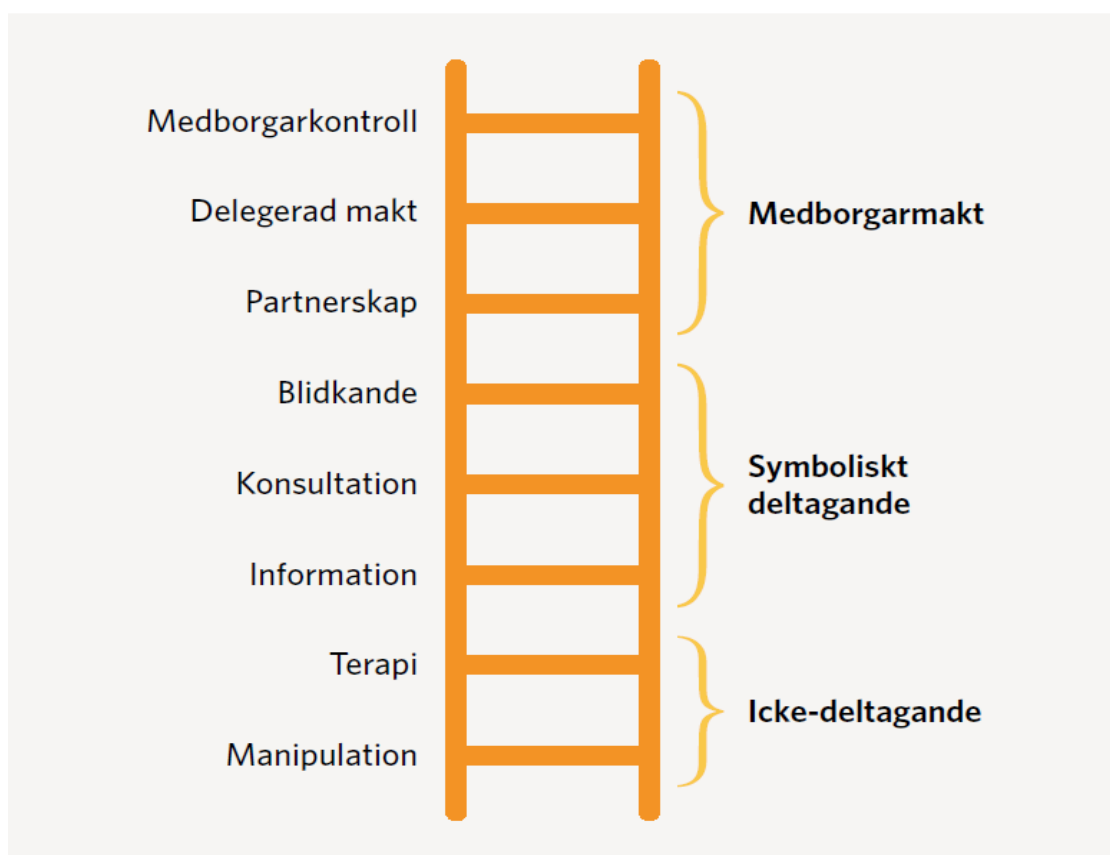 Medborgarkontroll
Delegerad makt
Medborgarmakt
Partnerskap
Blidkande
Symboliskt
deltagande
Konsultation
Information
Terapi
Icke-deltagande
Manipulation